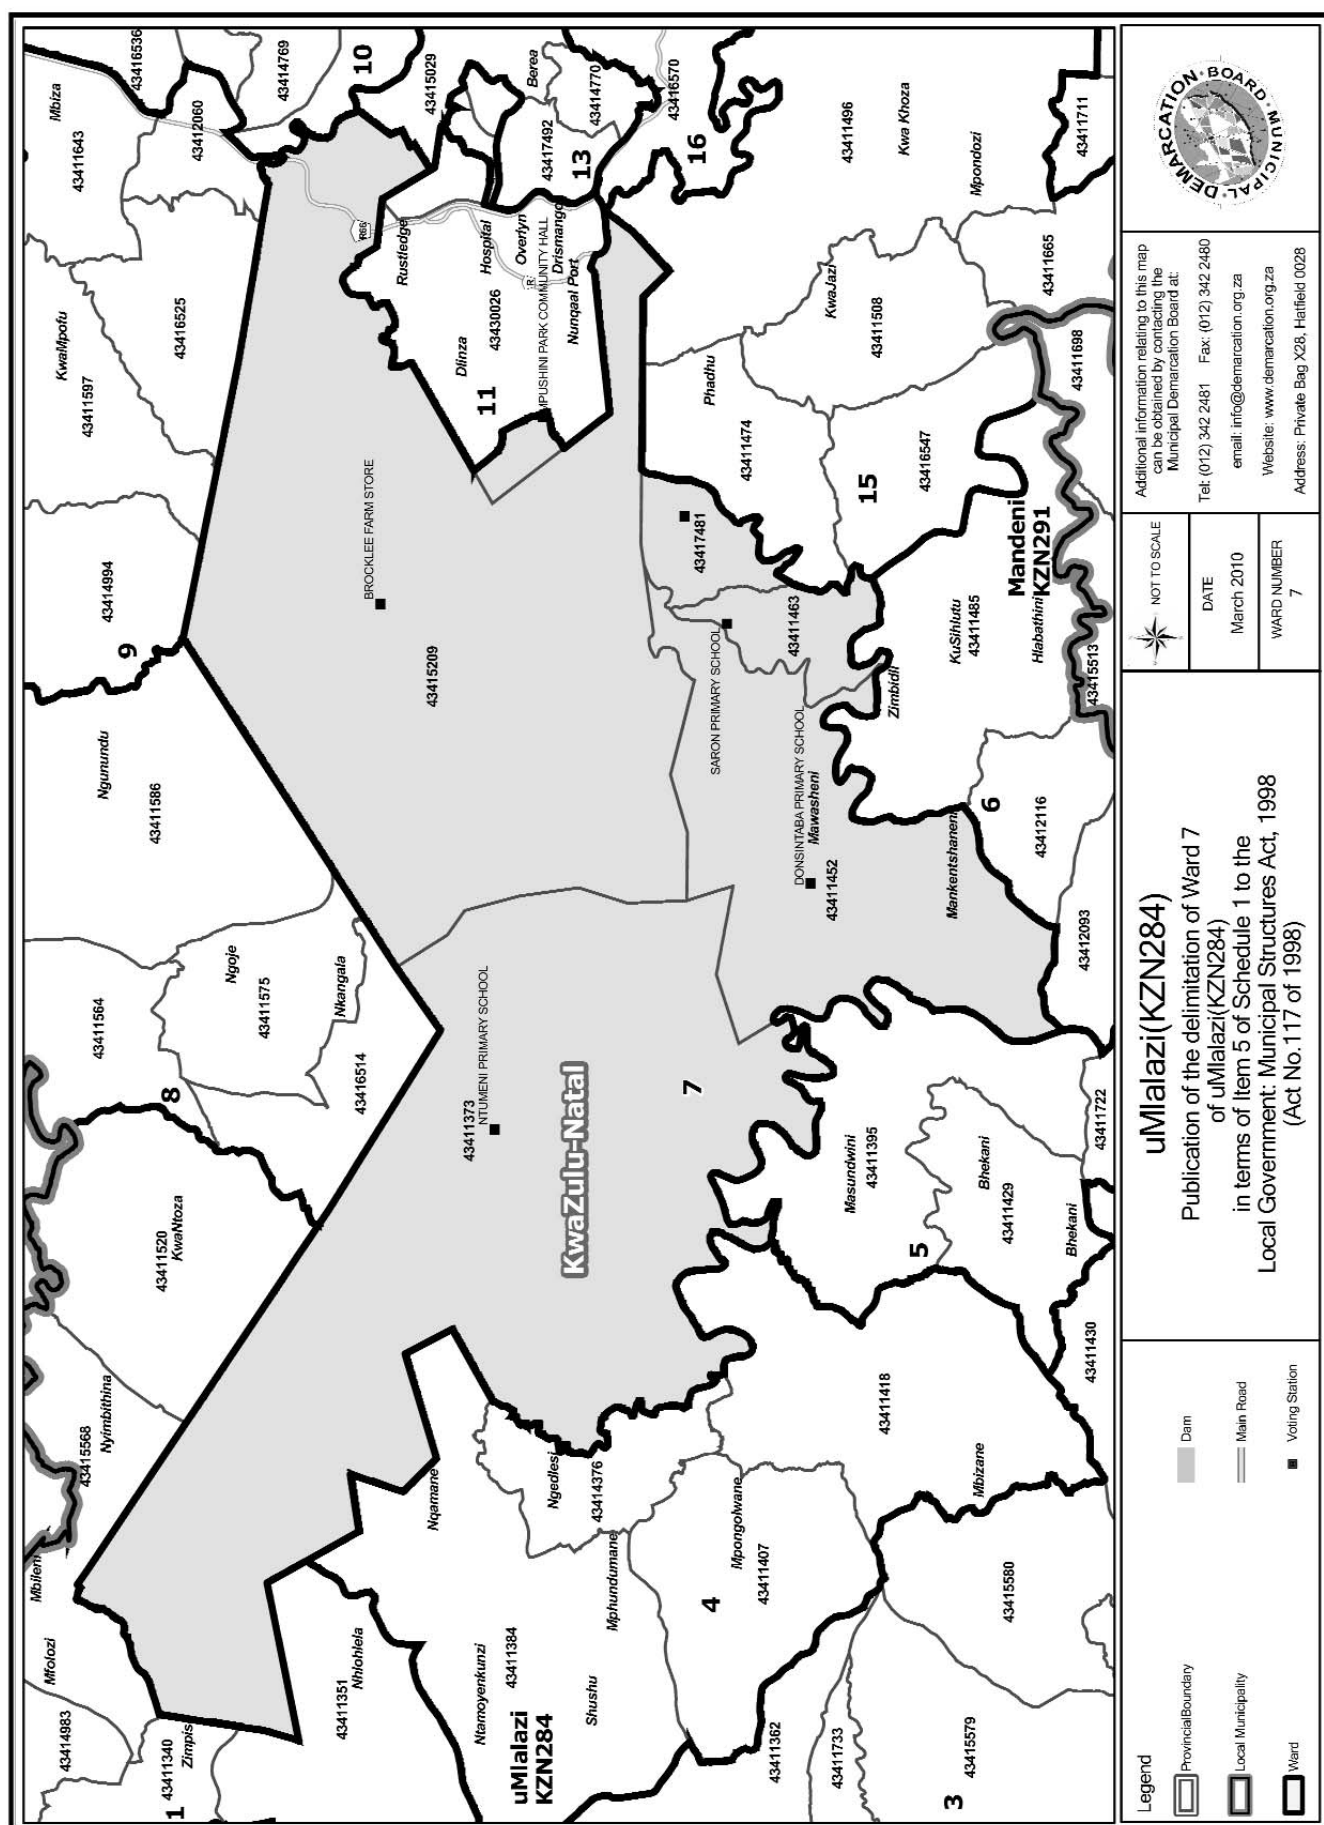 Mbiza
43411643
43416536
43412060
43414769
10
43415029
Berea
43414770
43417492
13
43416570
16
43411496
Kwa Khoza
Mpondozi
43411711
KwaMpofu
43411597
43416525
R66
Rustledge
Hospital
Overlyn
Drismango
R
MPUSHINI PARK COMMUNITY HALL
Nunqaal Port
Dlinza
43430026
11
KwaJazi
43411508
43411665
43411698
Phadhu
43411474
15
43416547
43414994
9
BROCKLEE FARM STORE
43415209
43417481
43411463
SARON PRIMARY SCHOOL
Mandeni
KZN291
KuSihlutu
43411485
Hlabathini
43415513
Zimbidli
Ngunundu
43411586
DONSINTABA PRIMARY SCHOOL
Mawasheni
43411452
6
43412116
Mankentshaneni
43412093
43411564
Ngoje
43411575
Nkangala
43416514
8
NTUMENI PRIMARY SCHOOL
43411373
7
KwaZulu-Natal
Masundwini
43411395
Bhekani
43411429
43411722
5
Bhekani
43411430
43411520
KwaNtoza
Nyimbithina
43415568
Nqamane
Ngedlesi
43414376
43411418
Mbizane
Mbileni
Mfolozi
43414983
Zimpis
43411340
1
Nhlohlela
43411351
Ntamoyenkunzi
43411384
uMlalazi
KZN284
Shushu
Mphundumane
Mpongolwane
43411407
4
43411362
43411733
43415580
43415579
3
Legend
ProvincialBoundary
Local Municipality
Ward
Dam
Main Road
Voting Station
uMlalazi(KZN284)
Publication of the delimitation of Ward 7
of uMlalazi(KZN284)
in terms of Item 5 of Schedule 1 to the
Local Government: Municipal Structures Act, 1998
(Act No.117 of 1998)
NOT TO SCALE
DATE
March 2010
WARD NUMBER
7
Additional information relating to this map
can be obtained by contacting the
Municipal Demarcation Board at:
Tel: (012) 342 2481 Fax: (012) 342 2480
email: info@demarcation.org.za
Website: www.demarcation.org.za
Address: Private Bag X28, Hatfield 0028
MUNICIPAL DEMARCATION BOARD